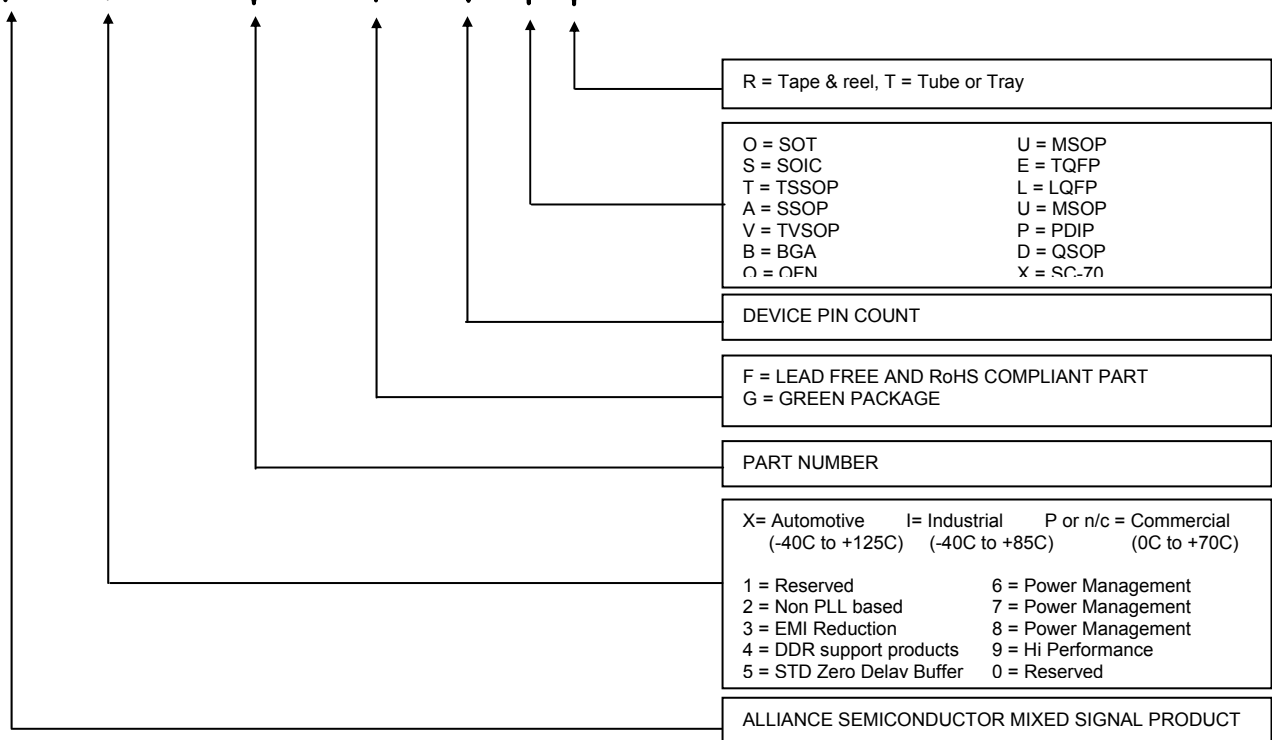 R = Tape & reel, T = Tube or Tray
O = SOT U = MSOP
S = SOIC E = TQFP
T = TSSOP L = LQFP
A = SSOP U = MSOP
V = TVSOP P = PDIP
B = BGA D = QSOP
Q = QFN X = SC-70
DEVICE PIN COUNT
F = LEAD FREE AND RoHS COMPLIANT PART
G = GREEN PACKAGE
PART NUMBER
X= Automotive I= Industrial P or n/c = Commercial
(-40C to +125C) (-40C to +85C) (0C to +70C)
1 = Reserved 6 = Power Management
2 = Non PLL based 7 = Power Management
3 = EMI Reduction 8 = Power Management
4 = DDR support products 9 = Hi Performance
5 = STD Zero Delay Buffer 0 = Reserved
ALLIANCE SEMICONDUCTOR MIXED SIGNAL PRODUCT